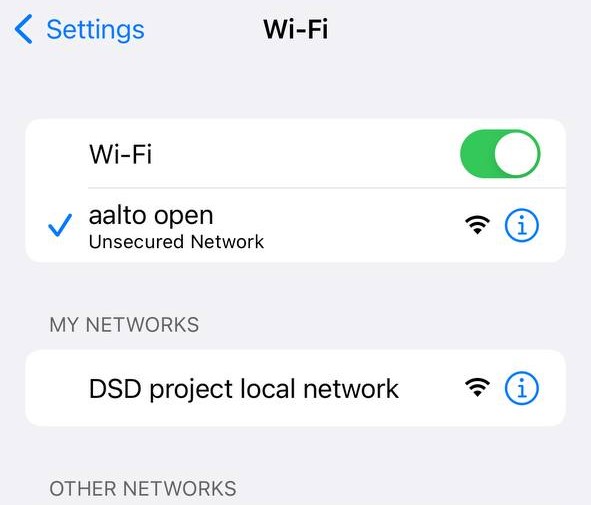 Settings
Wi-Fi
Wi-Fi
aalto open
Unsecured Network
MY NETWORKS
DSD project local network
OTHER NETWORKS